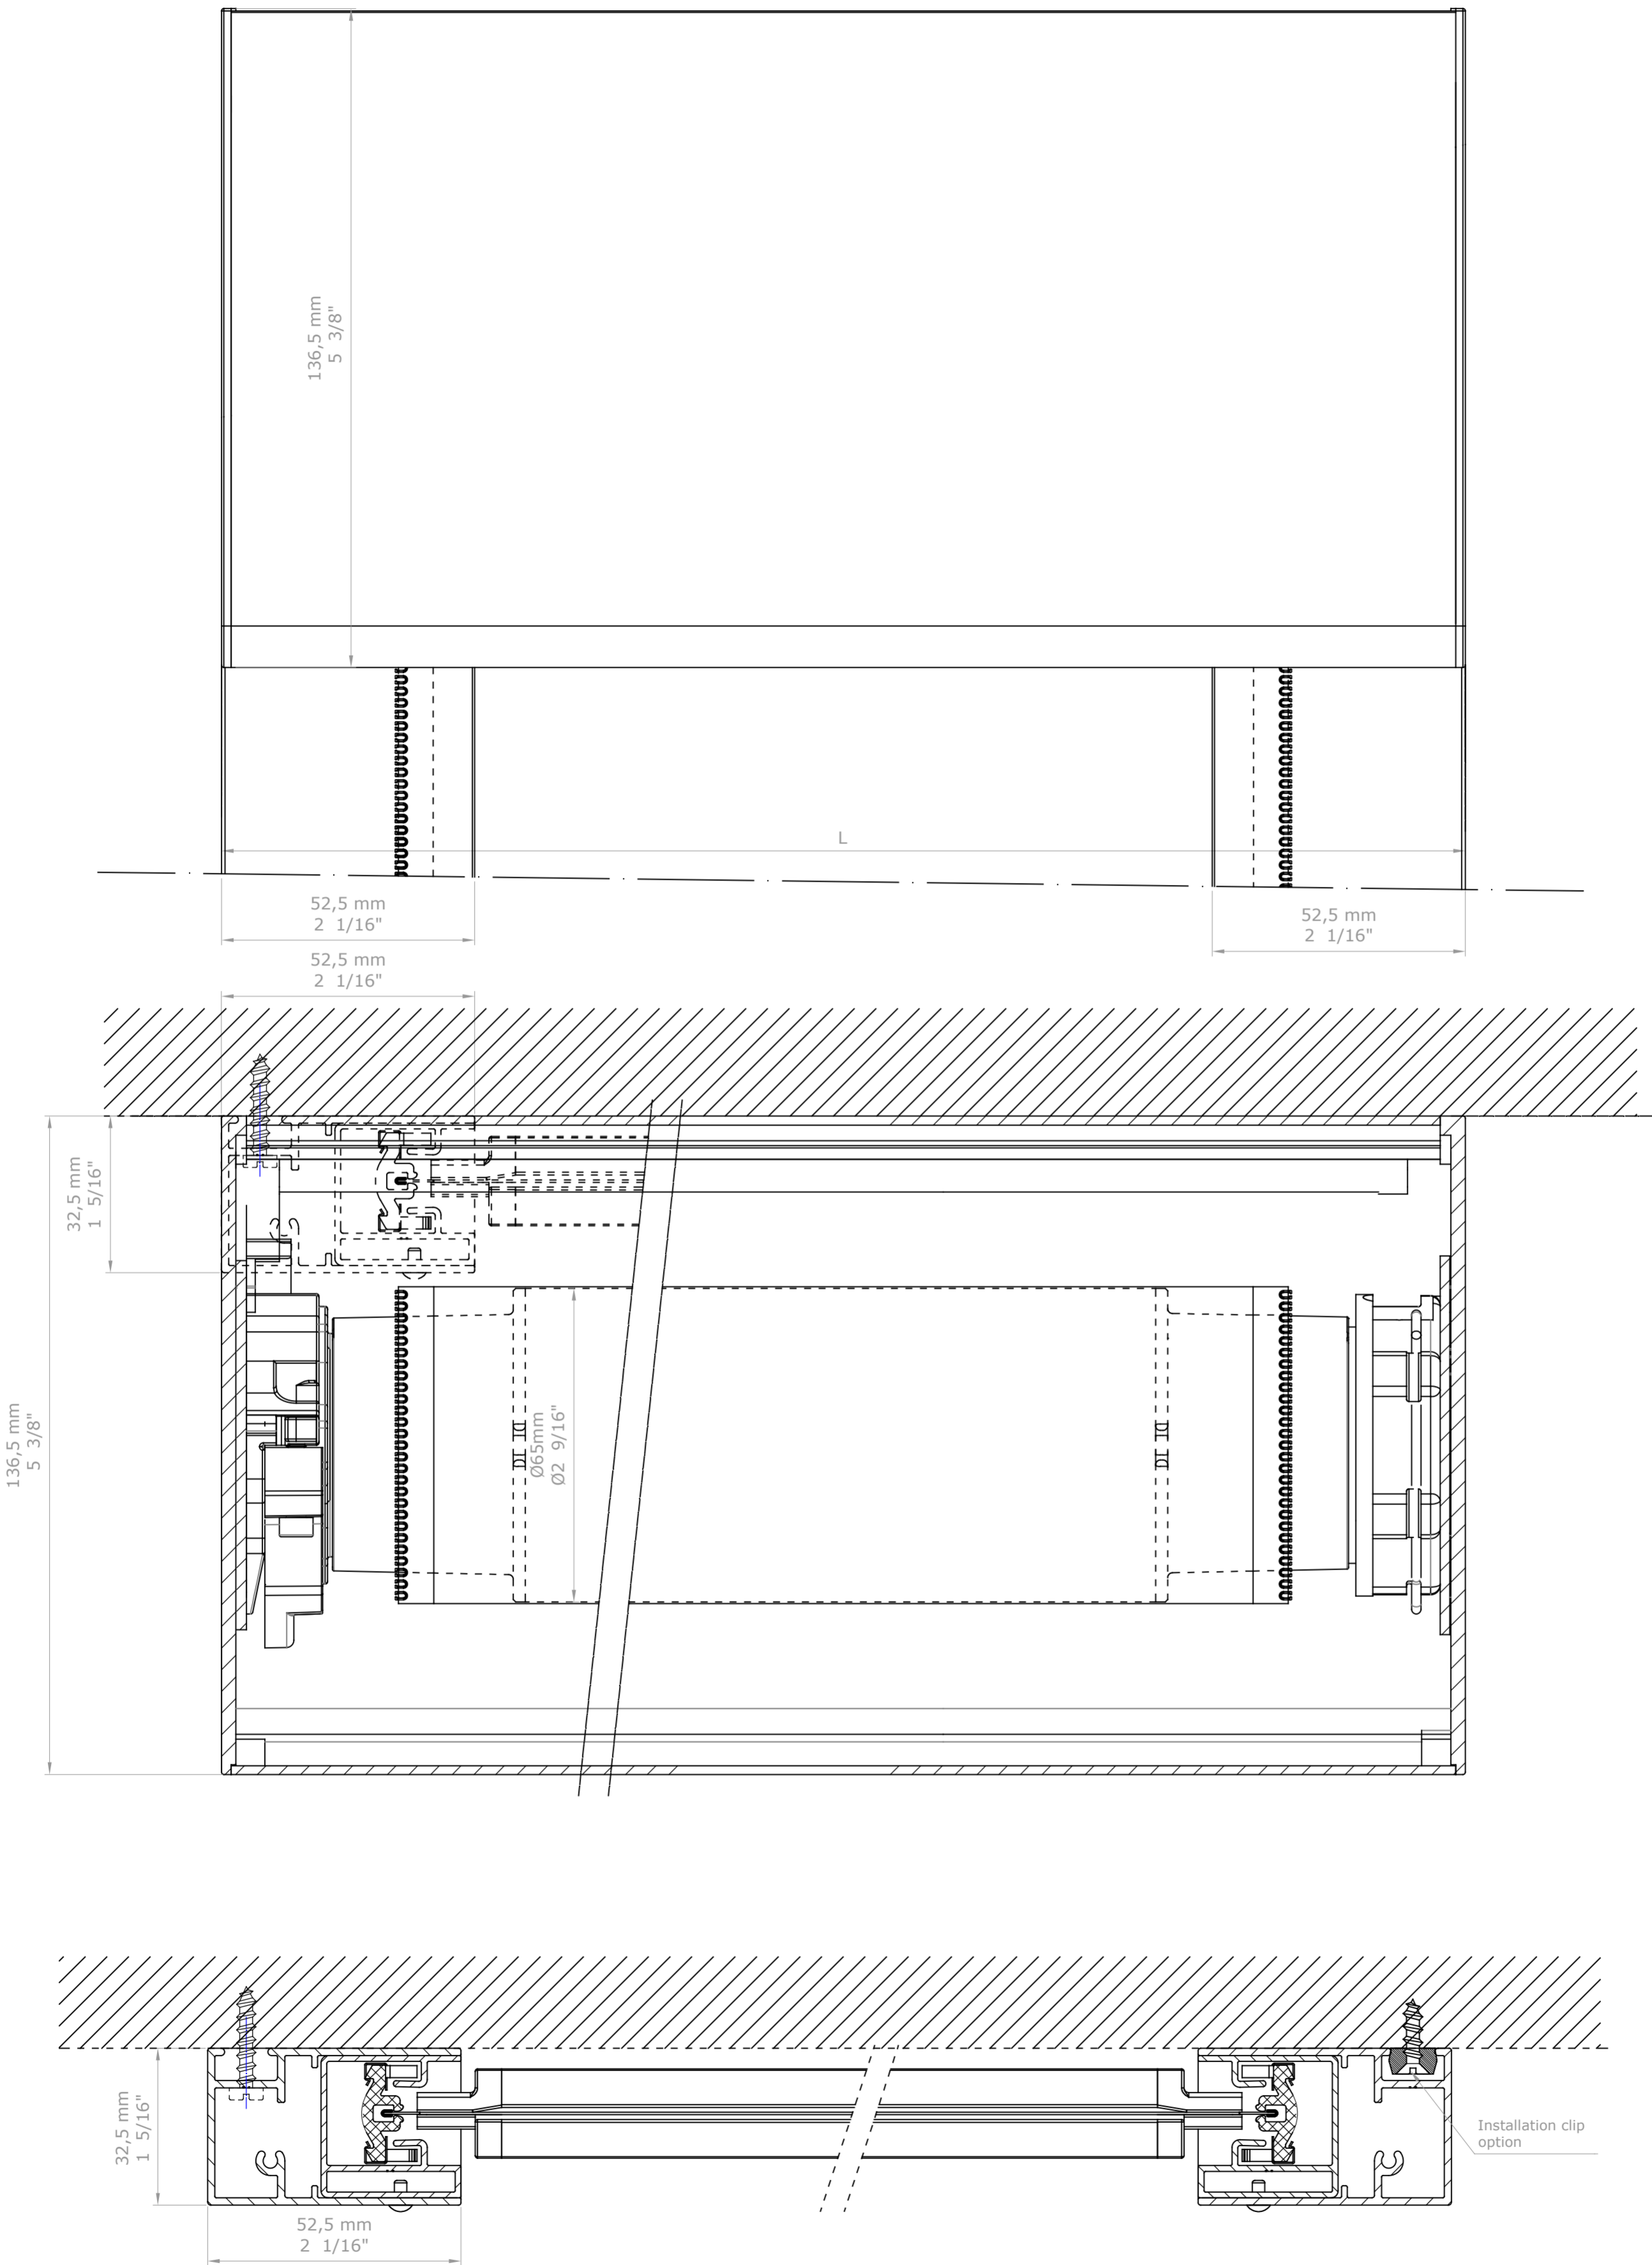 136,5 mm
5 3/8"
L
52,5 mm
2 1/16"
52,5 mm
2 1/16"
52,5 mm
2 1/16"
32,5 mm
1 5/16"
136,5 mm
5 3/8"
Ø65mm
Ø2 9/16"
32,5 mm
1 5/16"
Installation clip
option
52,5 mm
2 1/16"